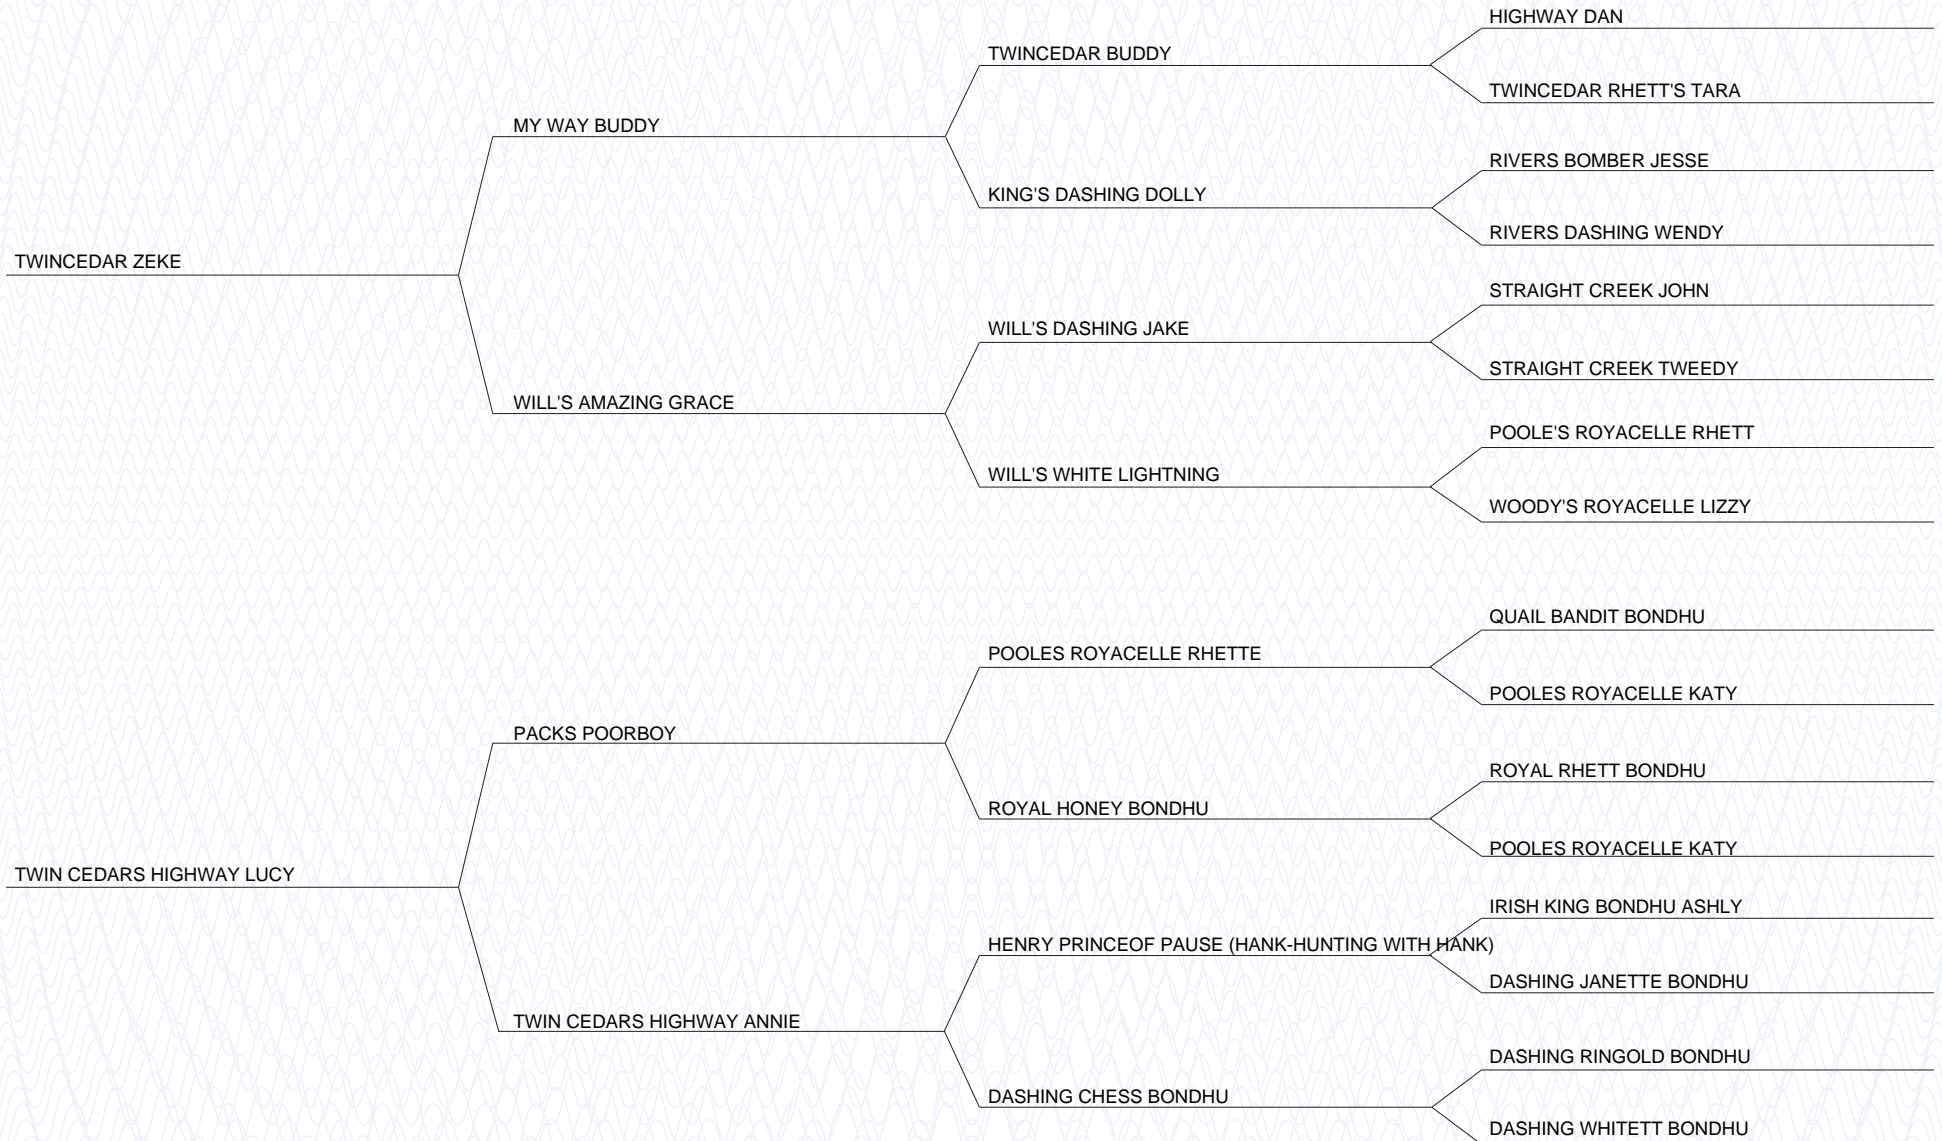 HIGHWAY DAN
TWINCEDAR BUDDY
TWINCEDAR RHETT'S TARA
MY WAY BUDDY
RIVERS BOMBER JESSE
KING'S DASHING DOLLY
RIVERS DASHING WENDY
TWINCEDAR ZEKE
STRAIGHT CREEK JOHN
WILL'S DASHING JAKE
STRAIGHT CREEK TWEEDY
WILL'S AMAZING GRACE
POOLE'S ROYACELLE RHETT
WILL'S WHITE LIGHTNING
WOODY'S ROYACELLE LIZZY
QUAIL BANDIT BONDHU
POOLES ROYACELLE RHETTE
POOLES ROYACELLE KATY
PACKS POORBOY
ROYAL RHETT BONDHU
ROYAL HONEY BONDHU
POOLES ROYACELLE KATY
TWIN CEDARS HIGHWAY LUCY
IRISH KING BONDHU ASHLY
HENRY PRINCEOF PAUSE (HANK-HUNTING WITH HANK)
DASHING JANETTE BONDHU
TWIN CEDARS HIGHWAY ANNIE
DASHING RINGOLD BONDHU
DASHING CHESS BONDHU
DASHING WHITETT BONDHU